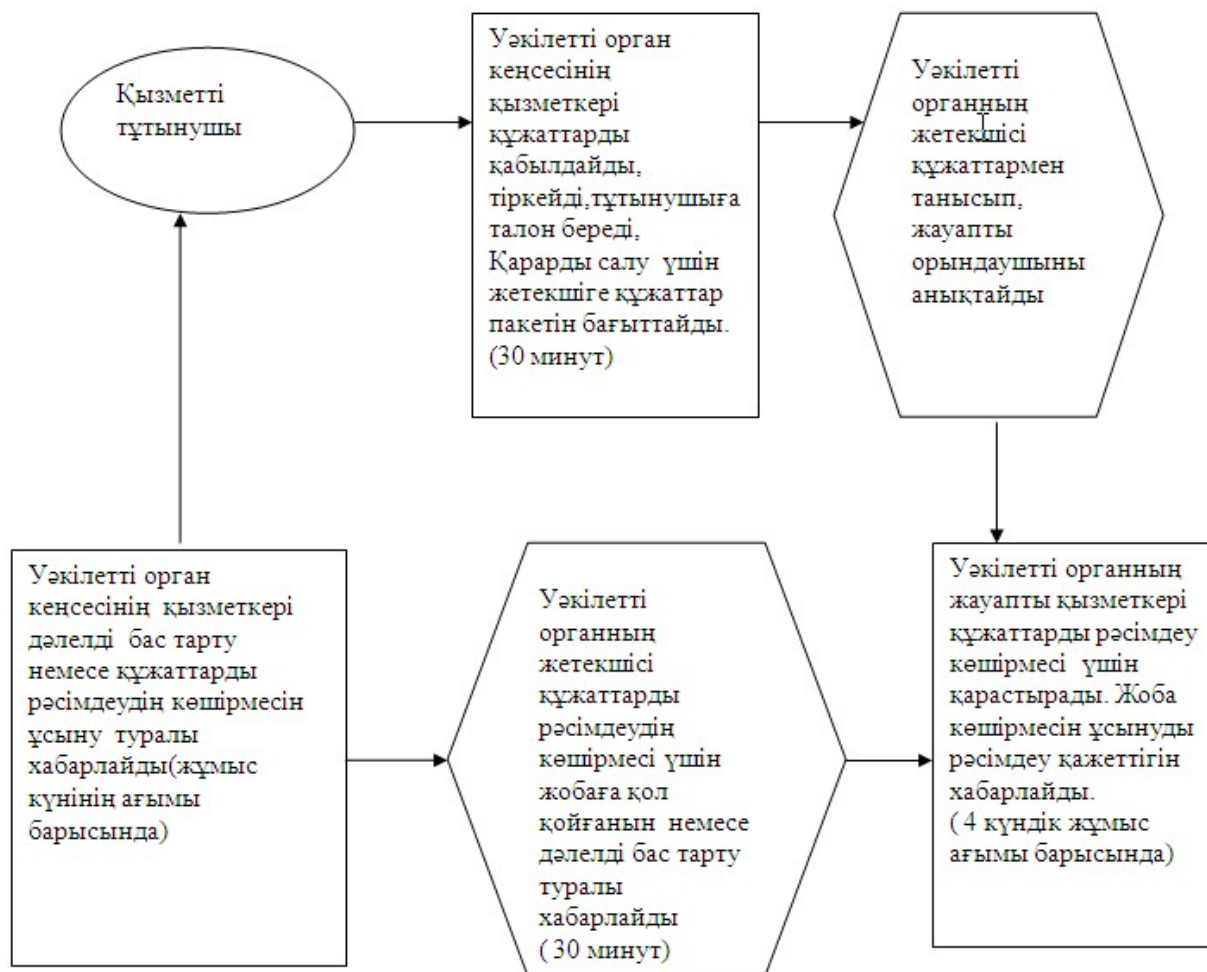 Қызметті
тұтынушы
Уәкілетті орган
кеңсесінің
қызметкері
құжаттарды
қабылдайды,
тіркейді,тұтынушыға
талон береді,
Қарарды салу үшін
жетекшіге құжаттар
пакетін бағыттайды.
(30 минут)
Уәкілетті
органның
жетекшісі
құжаттармен
танысып,
жауапты
орындаушыны
анықтайды
Уәкілетті орган
кеңсесінің қызметкері
дәлелді бас тарту
немесе құжаттарды
рәсімдеудің көшірмесін
ұсыну туралы
хабарлайды(жұмыс
күнінің ағымы
барысында)
Уәкілетті
органның
жетекшісі
құжаттарды
рәсімдеудің
көшірмесі үшін
жобаға қол
қойғанын немесе
дәлелді бас тарту
туралы
хабарлайды
( 30 минут)
Уәкілетті органның
жауапты қызметкері
құжаттарды рәсімдеу
көшірмесі үшін
қарастырады. Жоба
көшірмесін ұсынуды
рәсімдеу қажеттігін
хабарлайды.
( 4 күндік жұмыс
ағымы барысында)